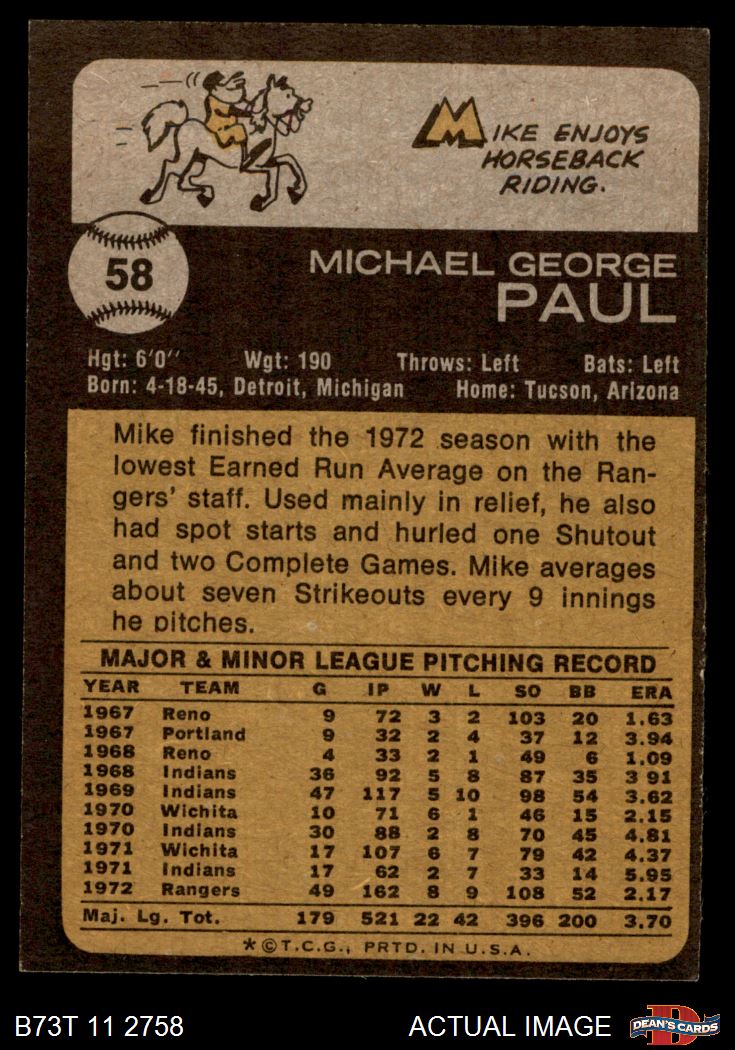 MIKE ENJOYS
HORSEBACK
RIDING.
58
MICHAEL GEORGE
PAUL
Hgt: 6'0" Wgt: 190 Throws: Left Bats: Left
Born: 4-18-45, Detroit, Michigan Home: Tucson, Arizona
Mike finished the 1972 season with the
lowest Earned Run Average on the Ran-
gers' staff. Used mainly in relief, he also
had spot starts and hurled one Shutout
and two Complete Games. Mike averages
about seven Strikeouts every 9 innings
he pitches.
MAJOR & MINOR LEAGUE PITCHING RECORD
YEAR TEAM G IP W L SO BB ERA
1967 Reno 9 72 3 2 103 20 1.63
1967 Portland 9 32 2 4 37 12 3.94
1968 Reno 4 33 2 1 49 6 1.09
1968 Indians 36 92 5 8 87 35 3 91
1969 Indians 47 117 5 10 98 54 3.62
1970 Wichita 10 71 6 1 46 15 2.15
1970 Indians 30 88 2 8 70 45 4.81
1971 Wichita 17 107 6 7 79 42 4.37
1971 Indians 17 62 2 7 33 14 5.95
1972 Rangers 49 162 8 9 108 52 2.17
Maj. Lg. Tot. 179 521 22 42 396 200 3.70
*©T.C.G., PRTD. IN U.S.A.
B73T 11 2758 ACTUAL IMAGE
D
DEAN'S CARDS